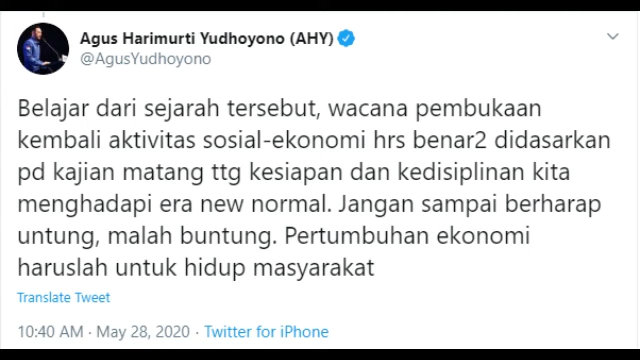 Agus Harimurti Yudhoyono (AHY)
@AgusYudhoyono
Belajar dari sejarah tersebut, wacana pembukaan
kembali aktivitas sosial-ekonomi hrs benar2 didasarkan
pd kajian matang ttg kesiapan dan kedisiplinan kita
menghadapi era new normal. Jangan sampai berharap
untung, malah buntung. Pertumbuhan ekonomi
haruslah untuk hidup masyarakat
Translate Tweet
10:40 AM · May 28, 2020 · Twitter for iPhone